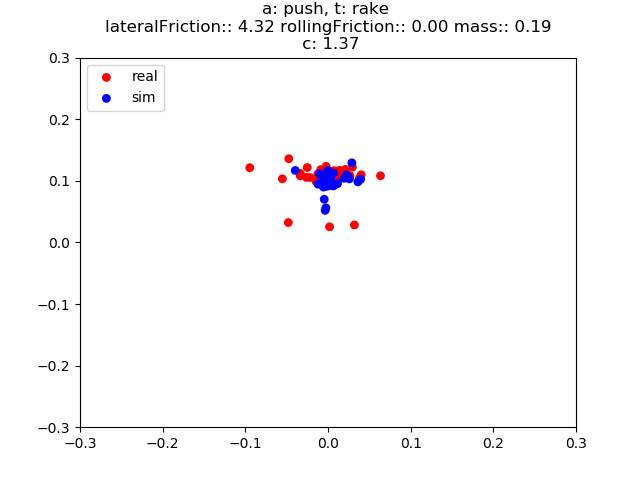 a: push, t: rake
lateralFriction:: 4.32 rollingFriction:: 0.00 mass:: 0.19
c: 1.37
real
sim
0.3
0.2
0.1
0.0
−0.1
−0.2
−0.3
−0.3 −0.2 −0.1 0.0 0.1 0.2 0.3